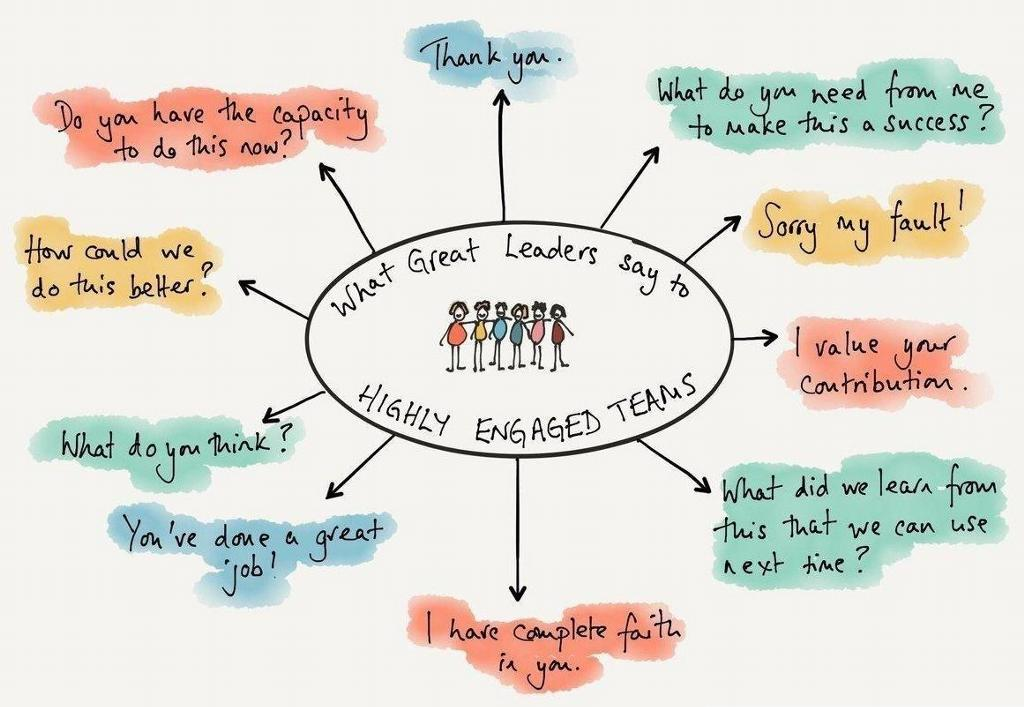 Thank you.
What do you need from me
to make this a success?
Sorry my fault!
I value your
contribution.
What did we learn from
this that we can use
next time?
I have complete faith
in you.
You've done a great
job!
What do you think?
How could we
do this better?
Do you have the capacity
to do this now?
What Great Leaders say to
HIGHLY ENGAGED TEAMS